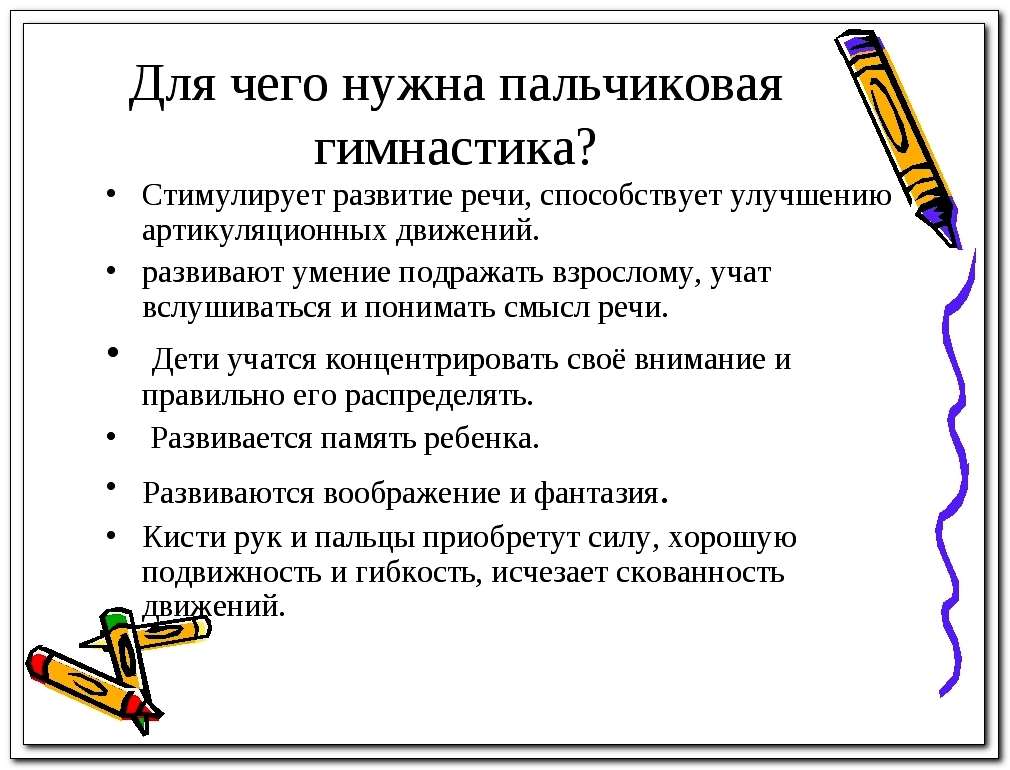 Для чего нужна пальчиковая
гимнастика?
• Стимулирует развитие речи, способствует улучшению
артикуляционных движений.
• развивают умение подражать взрослому, учат
вслушиваться и понимать смысл речи.
• Дети учатся концентрировать своё внимание и
правильно его распределять.
• Развивается память ребенка.
• Развиваются воображение и фантазия.
• Кисти рук и пальцы приобретут силу, хорошую
подвижность и гибкость, исчезает скованность
движений.